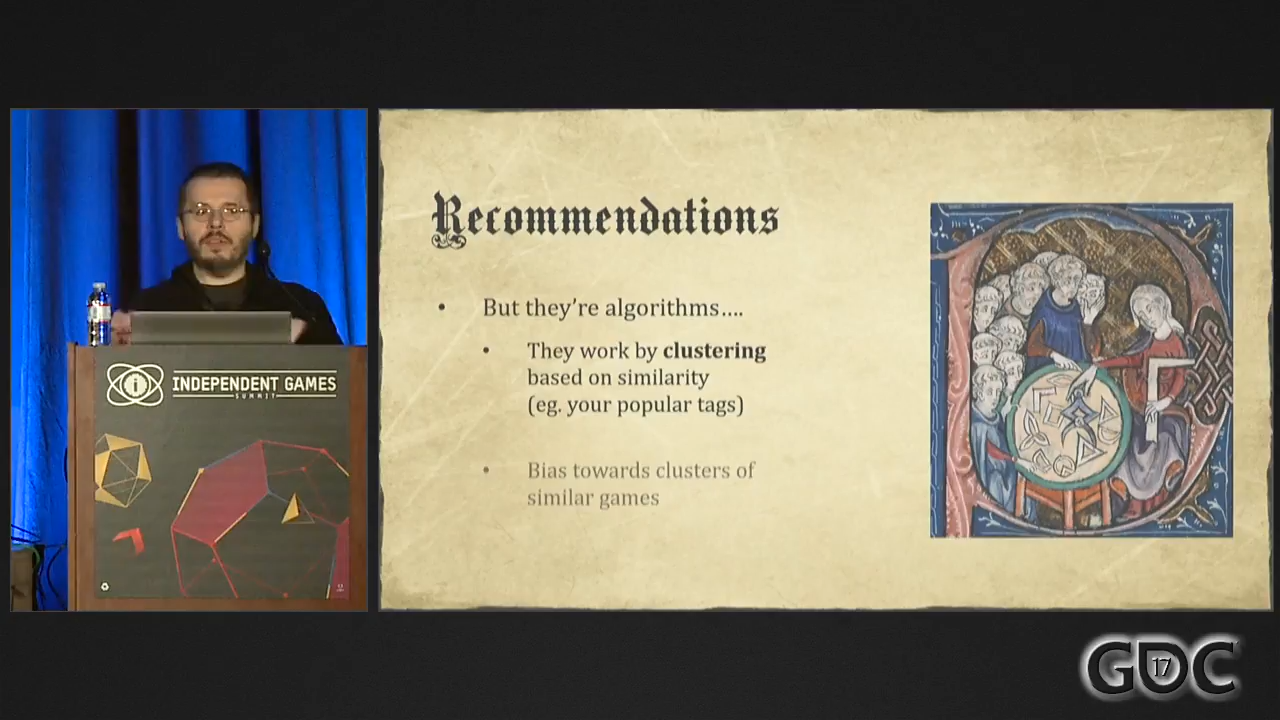 Recommendations
• But they're algorithms....
• They work by clustering
based on similarity
(eg. your popular tags)
• Bias towards clusters of
similar games
i
INDEPENDENT GAMES
SUMMIT
GDC
17